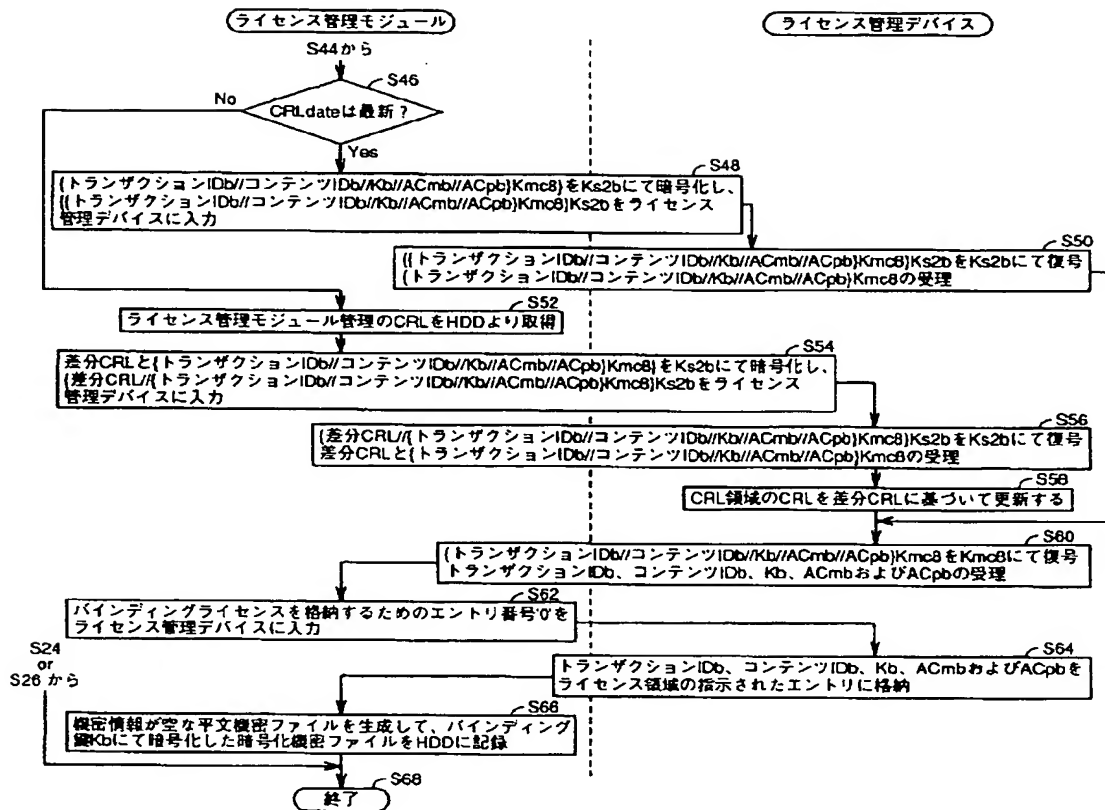 ライセンス管理モジュール
ライセンス管理デバイス
S44から
S46
CRLdateは最新？
No
Yes
S48
{トランザクションIDb//コンテンツIDb//Kb//ACmb//ACpb}Kmc8}をKs2bにて暗号化し、
{{トランザクションIDb//コンテンツIDb//Kb//ACmb//ACpb}Kmc8}Ks2bをライセンス
管理デバイスに入力
S50
{{トランザクションIDb//コンテンツIDb//Kb//ACmb//ACpb}Kmc8}Ks2bをKs2bにて復号
{トランザクションIDb//コンテンツIDb//Kb//ACmb//ACpb}Kmc8の受理
S52
ライセンス管理モジュール管理のCRLをHDDより取得
S54
差分CRLと{トランザクションIDb//コンテンツIDb//Kb//ACmb//ACpb}Kmc8}をKs2bにて暗号化し、
{差分CRL//{トランザクションIDb//コンテンツIDb//Kb//ACmb//ACpb}Kmc8}Ks2bをライセンス
管理デバイスに入力
S56
{差分CRL//{トランザクションIDb//コンテンツIDb//Kb//ACmb//ACpb}Kmc8}Ks2bをKs2bにて復号
差分CRLと{トランザクションIDb//コンテンツIDb//Kb//ACmb//ACpb}Kmc8の受理
S58
CRL領域のCRLを差分CRLに基づいて更新する
S60
{トランザクションIDb//コンテンツIDb//Kb//ACmb//ACpb}Kmc8をKmc8にて復号
トランザクションIDb、コンテンツIDb、Kb、ACmbおよびACpbの受理
S62
バインディングライセンスを格納するためのエントリ番号'0'を
ライセンス管理デバイスに入力
S64
トランザクションIDb、コンテンツIDb、Kb、ACmbおよびACpbを
ライセンス領域の指示されたエントリに格納
S24
or
S26から
S66
機密情報が空な平文機密ファイルを生成して、バインディング
鍵Kbにて暗号化した暗号化機密ファイルをHDDに記録
S68
終了